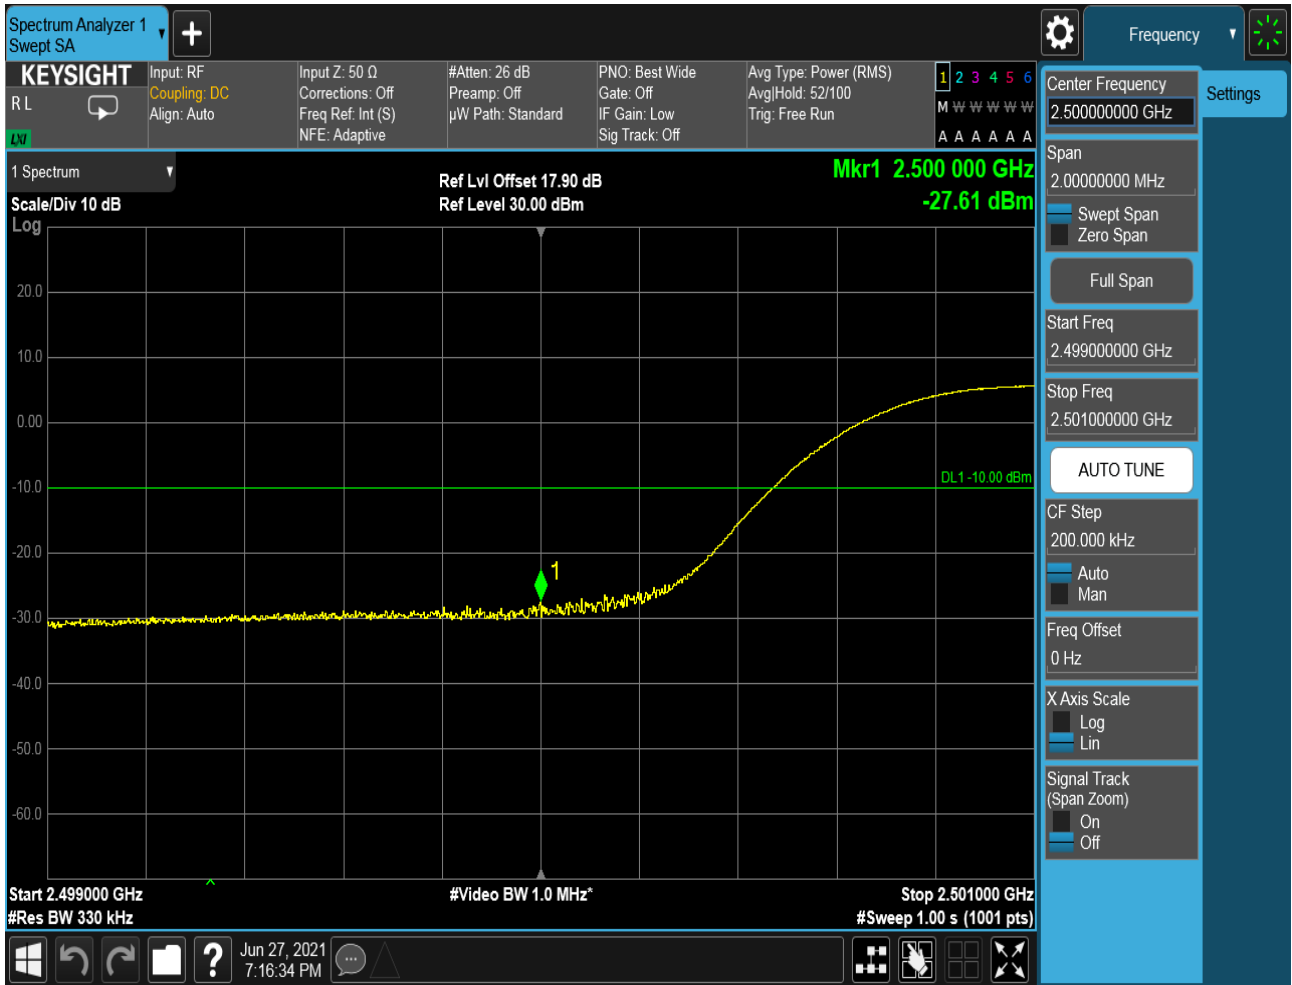 Spectrum Analyzer 1
Swept SA
Frequency
KEYSIGHT
R L
LXI
Input: RF
Coupling: DC
Align: Auto
Input Z: 50 Ω
Corrections: Off
Freq Ref: Int (S)
NFE: Adaptive
#Atten: 26 dB
Preamp: Off
µW Path: Standard
PNO: Best Wide
Gate: Off
IF Gain: Low
Sig Track: Off
Avg Type: Power (RMS)
Avg|Hold: 52/100
Trig: Free Run
1 2 3 4 5 6
M W W W W W
A A A A A A
1 Spectrum
Scale/Div 10 dB
Log
Ref Lvl Offset 17.90 dB
Ref Level 30.00 dBm
Mkr1 2.500 000 GHz
-27.61 dBm
20.0
10.0
0.00
-10.0
-20.0
-30.0
-40.0
-50.0
-60.0
DL1 -10.00 dBm
1
Start 2.499000 GHz
#Res BW 330 kHz
#Video BW 1.0 MHz*
Stop 2.501000 GHz
#Sweep 1.00 s (1001 pts)
Jun 27, 2021
7:16:34 PM
Center Frequency
2.500000000 GHz
Settings
Span
2.00000000 MHz
Swept Span
Zero Span
Full Span
Start Freq
2.499000000 GHz
Stop Freq
2.501000000 GHz
AUTO TUNE
CF Step
200.000 kHz
Auto
Man
Freq Offset
0 Hz
X Axis Scale
Log
Lin
Signal Track
(Span Zoom)
On
Off